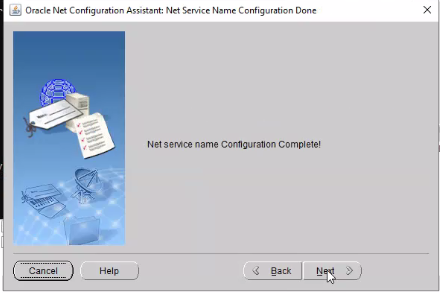 Oracle Net Configuration Assistant: Net Service Name Configuration Done
Net service name Configuration Complete!
Cancel
Help
Back
Next